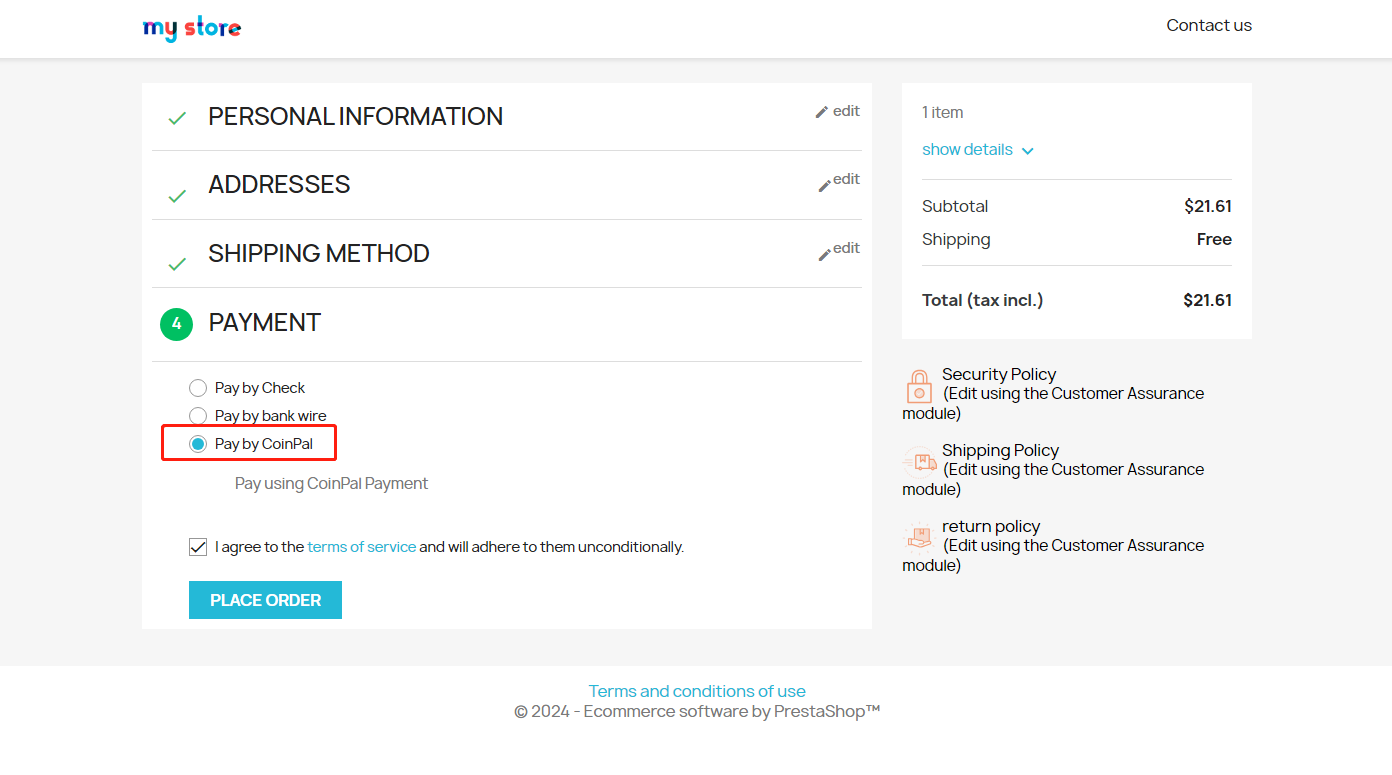 my store
Contact us
PERSONAL INFORMATION
edit
ADDRESSES
edit
SHIPPING METHOD
edit
4 PAYMENT
Pay by Check
Pay by bank wire
Pay by CoinPal
Pay using CoinPal Payment
I agree to the terms of service and will adhere to them unconditionally.
PLACE ORDER
1 item
show details
Subtotal $21.61
Shipping Free
Total (tax incl.) $21.61
Security Policy
(Edit using the Customer Assurance
module)
Shipping Policy
(Edit using the Customer Assurance
module)
return policy
(Edit using the Customer Assurance
module)
Terms and conditions of use
© 2024 - Ecommerce software by PrestaShop™